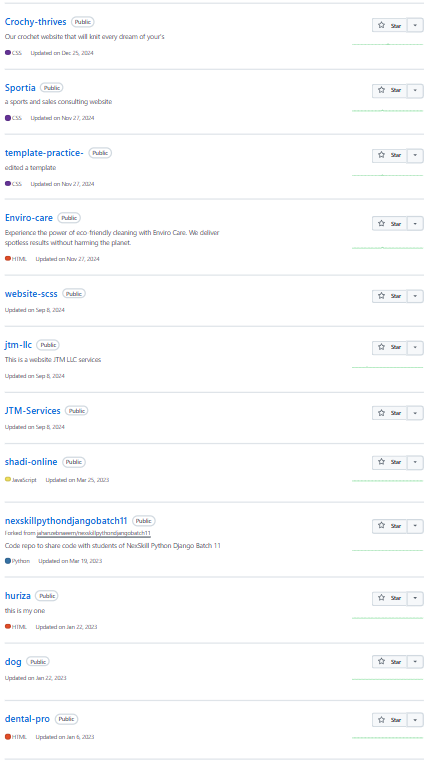 Crochy-thrives Public Star
Our crochet website that will knit every dream of your's
CSS Updated on Dec 25, 2024
Sportia Public Star
a sports and sales consulting website
CSS Updated on Nov 27, 2024
template-practice- Public Star
edited a template
CSS Updated on Nov 27, 2024
Enviro-care Public Star
Experience the power of eco friendly cleaning with Enviro Care. We deliver
spotless results without harming the planet.
HTML Updated on Nov 27, 2024
website-scss Public Star
Updated on Sep 8, 2024
jtm-llc Public Star
This is a website JTM LLC services
Updated on Sep 8, 2024
JTM-Services Public Star
Updated on Sep 8, 2024
shadi-online Public Star
JavaScript Updated on Mar 25, 2023
nexskillpythondjangobatch11 Public Star
Forked from jahanzebnaeem/nexskillpythondjangobatch11
Code repo to share code with students of NexSkill Python Django Batch 11
Python Updated on Mar 19, 2023
huriza Public Star
this is my one
HTML Updated on Jan 22, 2023
dog Public Star
Updated on Jan 22, 2023
dental-pro Public Star
HTML Updated on Jan 6, 2023